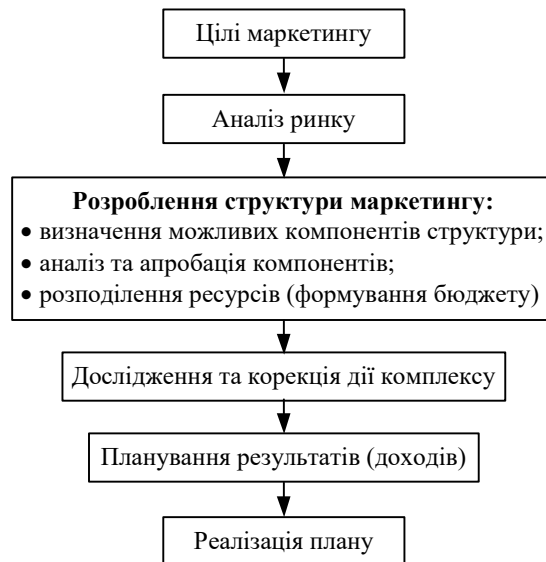 Цілі маркетингу
Аналіз ринку
Розроблення структури маркетингу:
• визначення можливих компонентів структури;
• аналіз та апробація компонентів;
• розподілення ресурсів (формування бюджету)
Дослідження та корекція дії комплексу
Планування результатів (доходів)
Реалізація плану